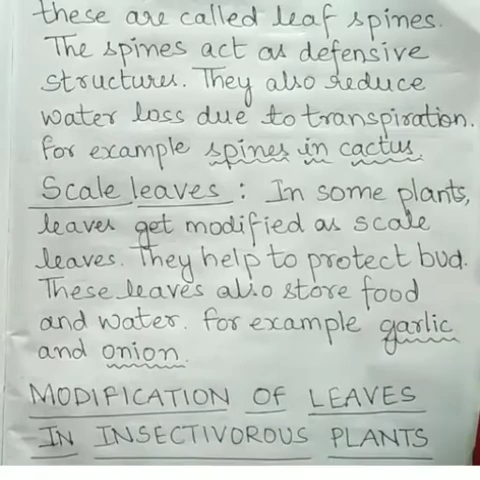 these are called leaf spines.
The spines act as defensive
structures. They also reduce
water loss due to transpiration.
For example spines in cactus.
Scale leaves : In some plants,
leaves get modified as scale
leaves. They help to protect bud.
These leaves also store food
and water. For example garlic
and onion.
MODIFICATION OF LEAVES
IN INSECTIVOROUS PLANTS